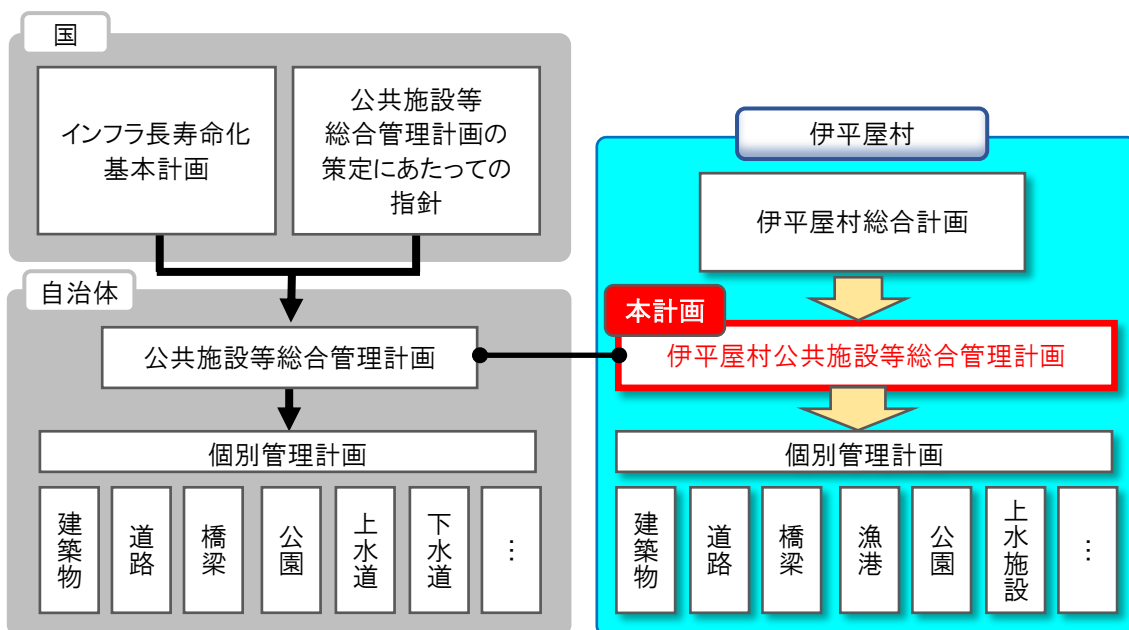 国
インフラ長寿命化
基本計画
公共施設等
総合管理計画の
策定にあたっての
指針
自治体
公共施設等総合管理計画
個別管理計画
建築物
道路
橋梁
公園
上水道
下水道
…
伊平屋村
伊平屋村総合計画
本計画
伊平屋村公共施設等総合管理計画
個別管理計画
建築物
道路
橋梁
漁港
公園
上水施設
…